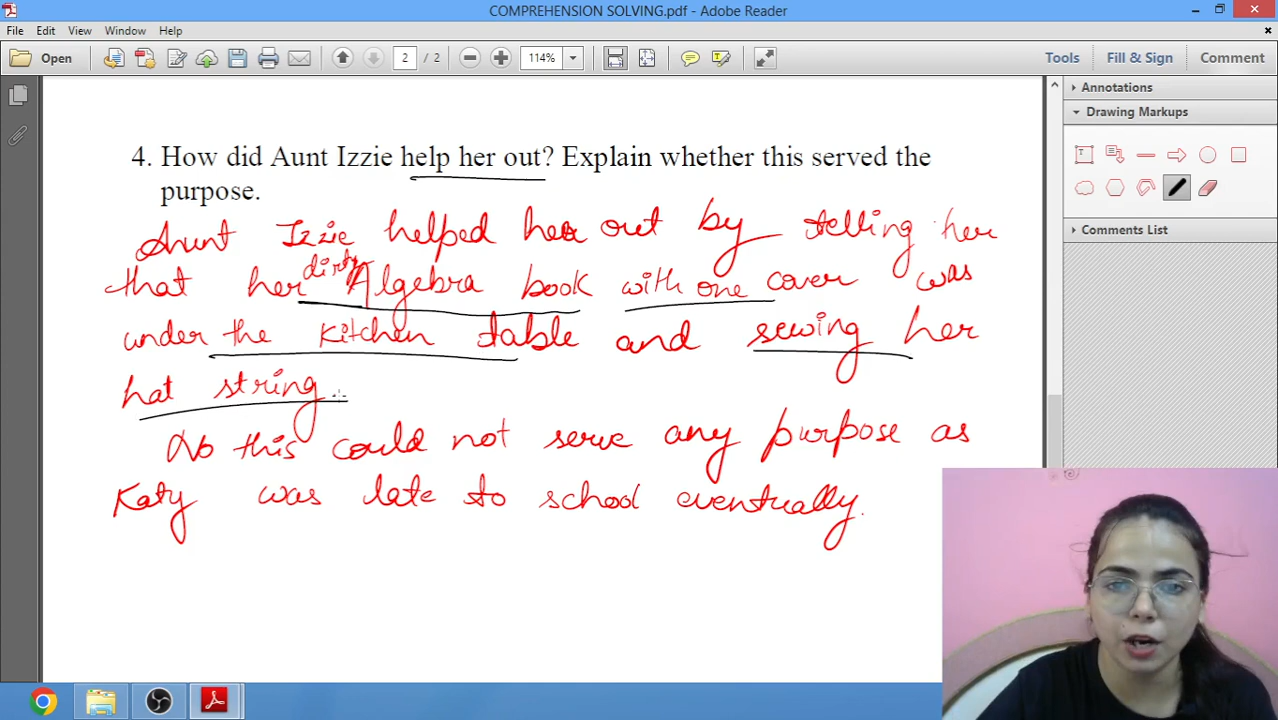 COMPREHENSION SOLVING.pdf - Adobe Reader
File Edit View Window Help
Open 2 / 2 114% Tools Fill & Sign Comment
Annotations
Drawing Markups
Comments List
4. How did Aunt Izzie help her out? Explain whether this served the
purpose.
Aunt Izzie helped her out by telling her
that her dirty Algebra book with one cover was
under the kitchen table and sewing her
hat string.
No this could not serve any purpose as
Katy was late to school eventually.